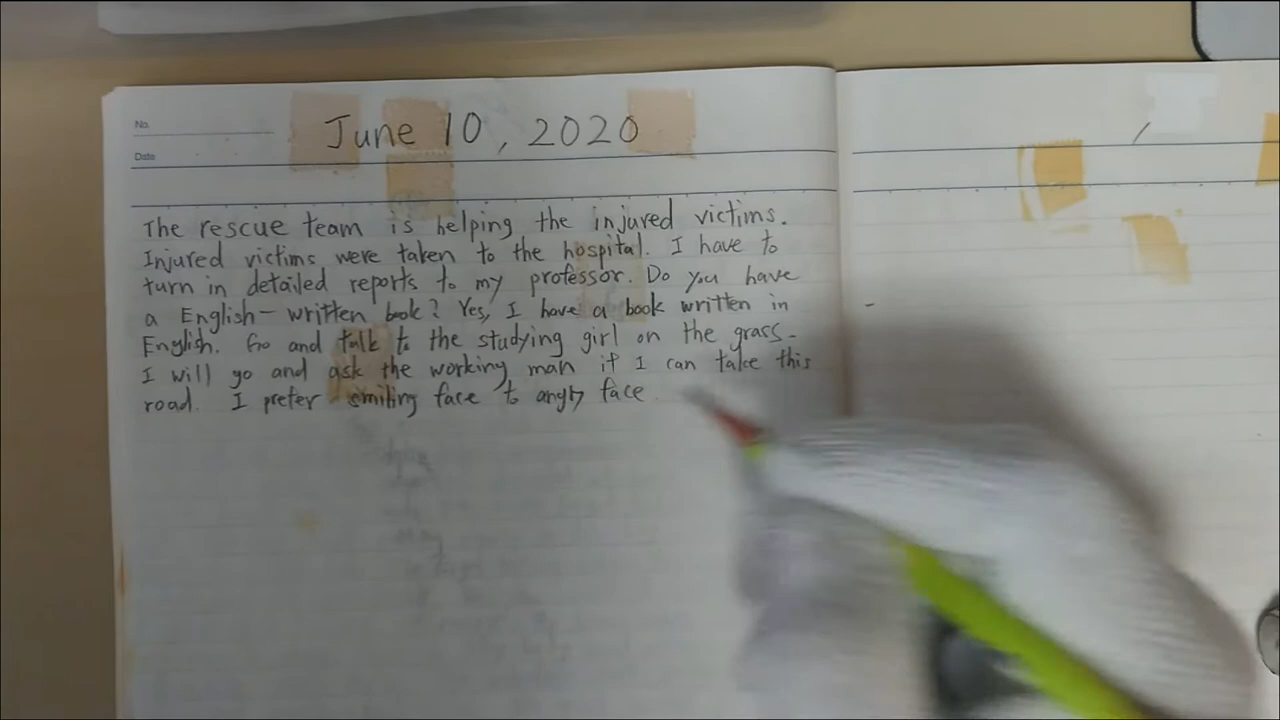 No.
June 10, 2020
Date
The rescue team is helping the injured victims.
Injured victims were taken to the hospital. I have to
turn in detailed reports to my professor. Do you have
a English-written book? Yes, I have a book written in
English. Go and talk to the studying girl on the grass.
I will go and ask the working man if I can take this
road. I prefer smiling face to angry face.